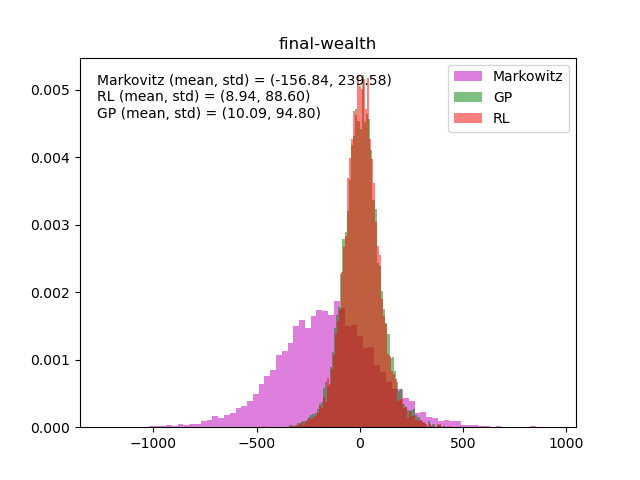 final-wealth
Markovitz (mean, std) = (-156.84, 239.58)
RL (mean, std) = (8.94, 88.60)
GP (mean, std) = (10.09, 94.80)
Markowitz
GP
RL
0.005
0.004
0.003
0.002
0.001
0.000
−1000 −500 0 500 1000